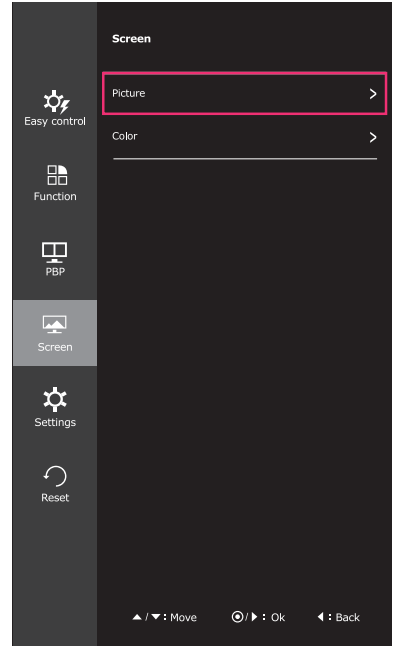 Screen
Picture >
Color >
Easy control
Function
PBP
Screen
Settings
Reset
▲ / ▼ : Move ⦿ / ▶ : Ok ◀ : Back